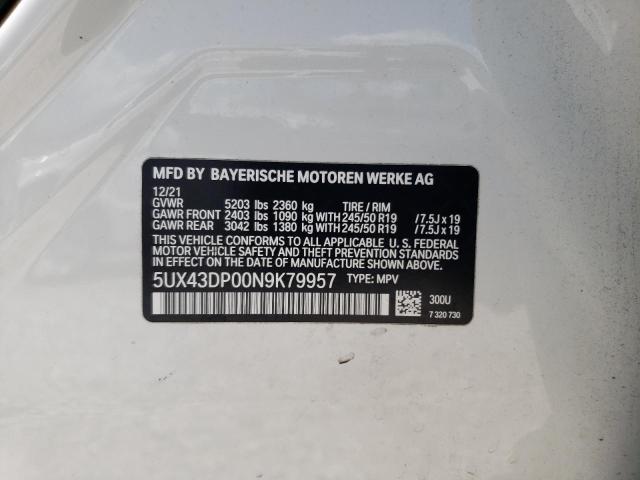 MFD BY BAYERISCHE MOTOREN WERKE AG
12/21
GVWR 5203 lbs 2360 kg TIRE / RIM
GAWR FRONT 2403 lbs 1090 kg WITH 245/50 R19 /7.5J x 19
GAWR REAR 3042 lbs 1380 kg WITH 245/50 R19 /7.5J x 19
THIS VEHICLE CONFORMS TO ALL APPLICABLE U. S. FEDERAL
MOTOR VEHICLE SAFETY AND THEFT PREVENTION STANDARDS
IN EFFECT ON THE DATE OF MANUFACTURE SHOWN ABOVE.
5UX43DP00N9K79957 TYPE: MPV
300U
7 320 730